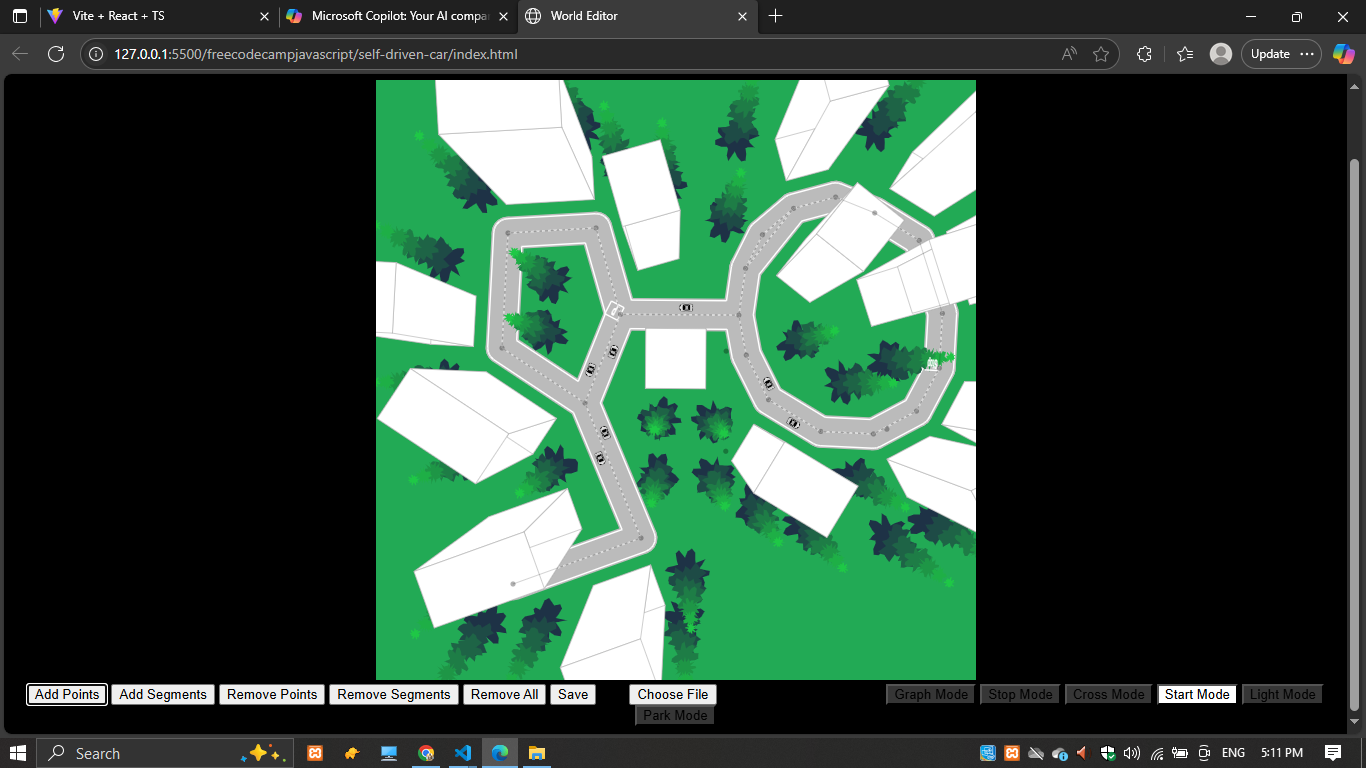 Vite + React + TS
Microsoft Copilot: Your AI compa
World Editor
127.0.0.1:5500/freecodecampjavascript/self-driven-car/index.html
Update
Add Points
Add Segments
Remove Points
Remove Segments
Remove All
Save
Choose File
Graph Mode
Stop Mode
Cross Mode
Start Mode
Light Mode
Park Mode
Search
ENG
5:11 PM